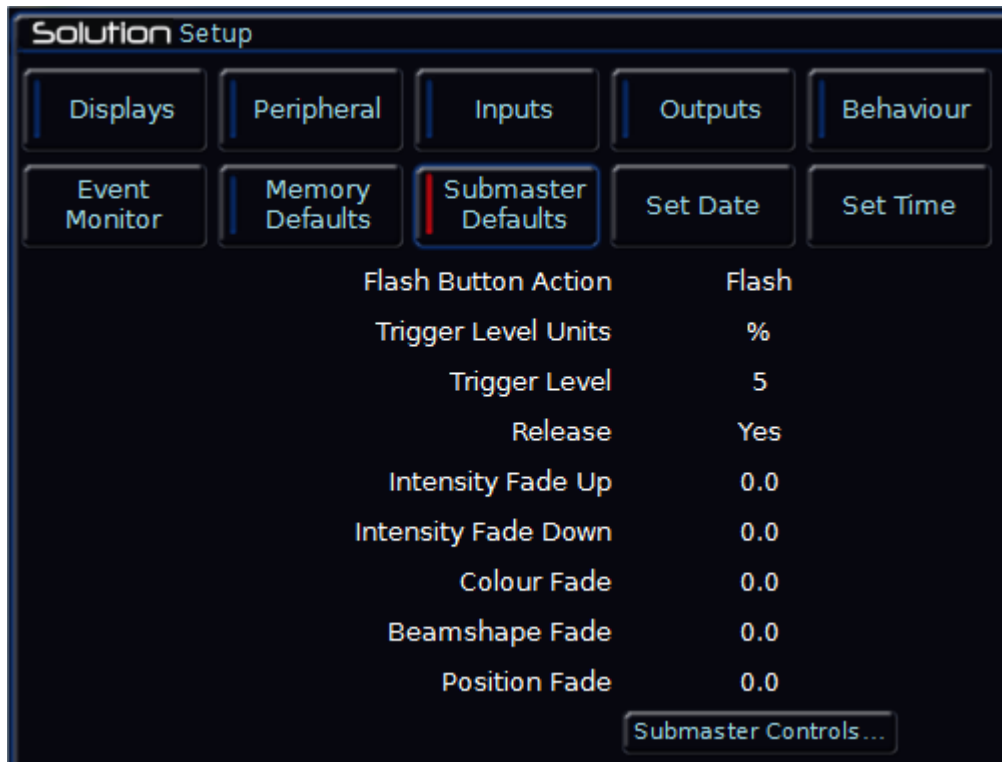 Solution Setup
Displays Peripheral Inputs Outputs Behaviour
Event Monitor Memory Defaults Submaster Defaults Set Date Set Time
Flash Button Action Flash
Trigger Level Units %
Trigger Level 5
Release Yes
Intensity Fade Up 0.0
Intensity Fade Down 0.0
Colour Fade 0.0
Beamshape Fade 0.0
Position Fade 0.0
Submaster Controls...